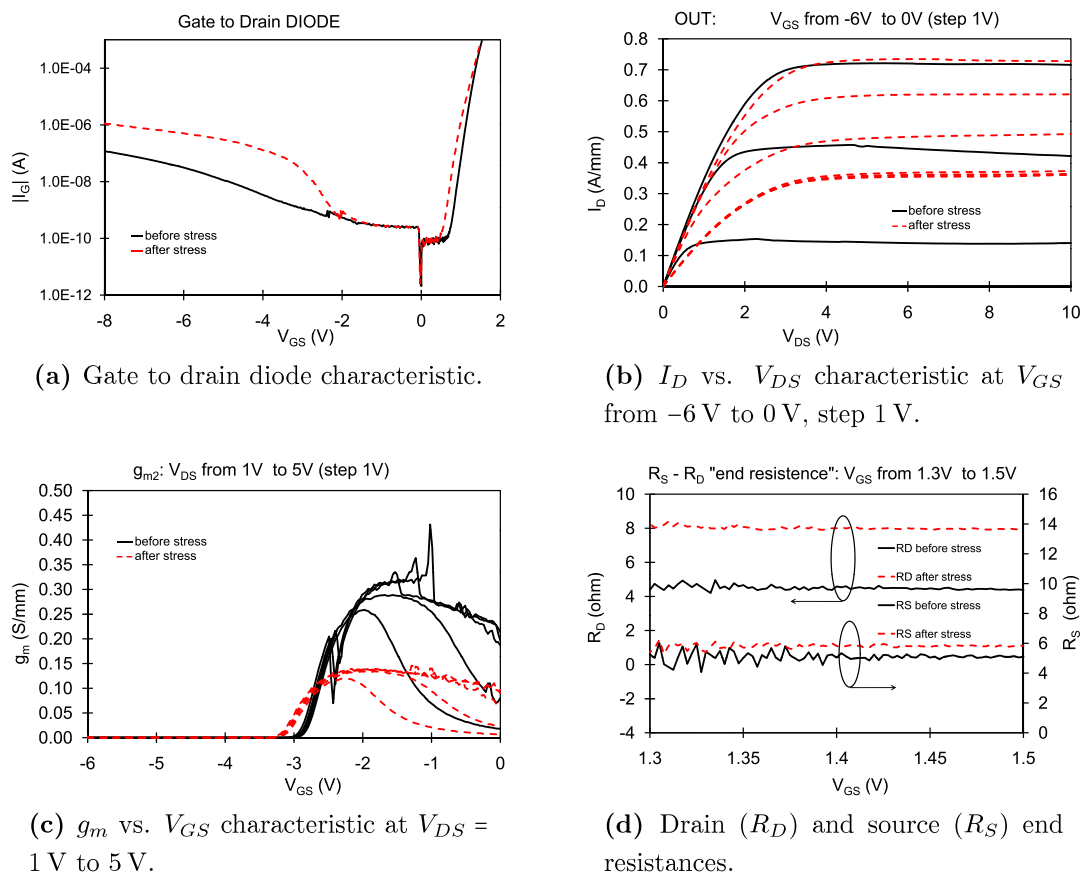 Gate to Drain DIODE
1.0E-04
1.0E-06
1.0E-08
1.0E-10
1.0E-12
|I_G| (A)
before stress
after stress
-8 -6 -4 -2 0 2
V_GS (V)
(a) Gate to drain diode characteristic.
OUT: V_GS from -6V to 0V (step 1V)
0.8
0.7
0.6
0.5
0.4
0.3
0.2
0.1
0.0
I_D (A/mm)
before stress
after stress
0 2 4 6 8 10
V_DS (V)
(b) I_D vs. V_DS characteristic at V_GS
from –6 V to 0 V, step 1 V.
g_m2: V_DS from 1V to 5V (step 1V)
0.50
0.45
0.40
0.35
0.30
0.25
0.20
0.15
0.10
0.05
0.00
g_m (S/mm)
before stress
after stress
-6 -5 -4 -3 -2 -1 0
V_GS (V)
(c) g_m vs. V_GS characteristic at V_DS =
1 V to 5 V.
R_S - R_D "end resistence": V_GS from 1.3V to 1.5V
10
8
6
4
2
0
-2
-4
R_D (ohm)
RD before stress
RD after stress
RS before stress
RS after stress
16
14
12
10
8
6
4
2
0
R_S (ohm)
1.3 1.35 1.4 1.45 1.5
V_GS (V)
(d) Drain (R_D) and source (R_S) end
resistances.